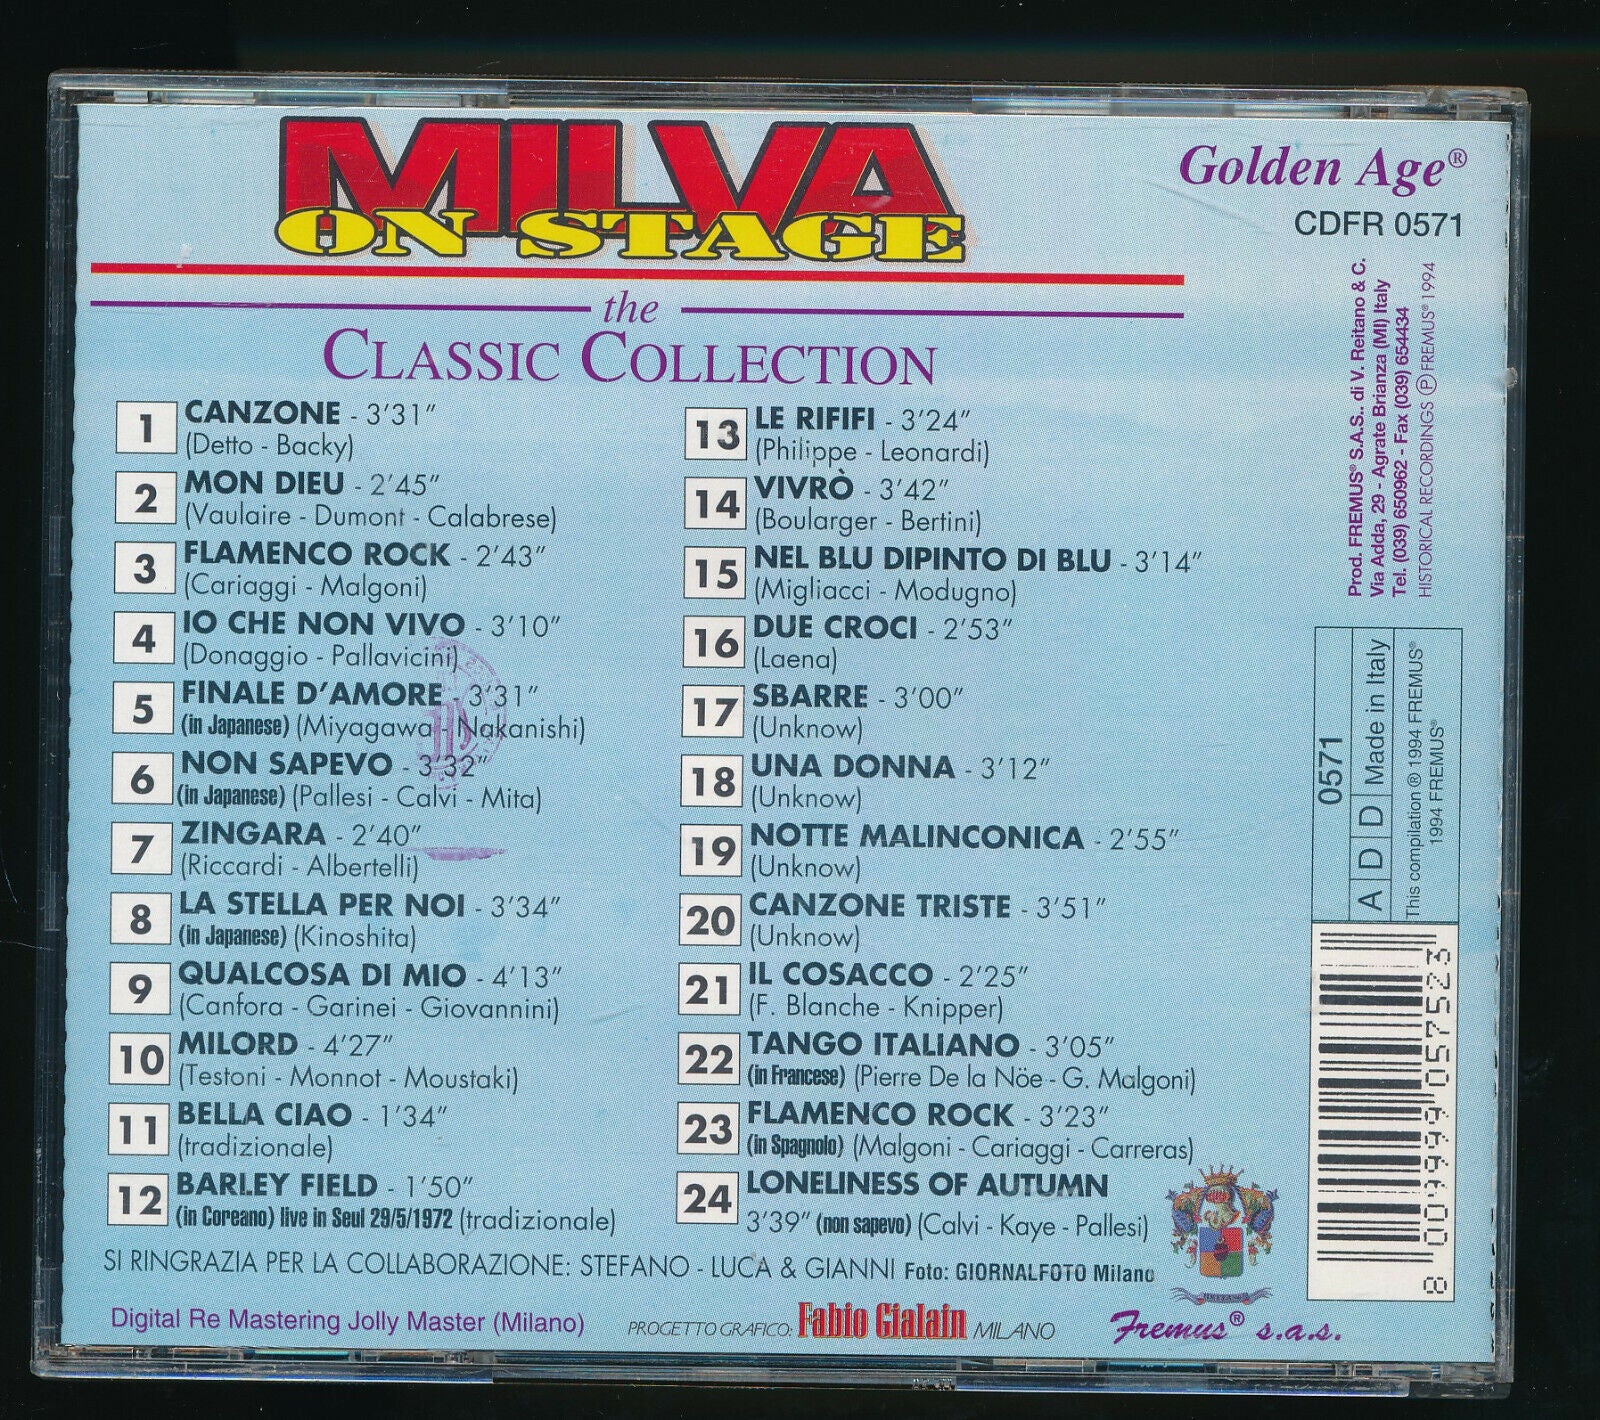 MILVA
ON STAGE
the
CLASSIC COLLECTION
Golden Age®
CDFR 0571
1 CANZONE - 3'31"
(Detto - Backy)
2 MON DIEU - 2'45"
(Vaulaire - Dumont - Calabrese)
3 FLAMENCO ROCK - 2'43"
(Cariaggi - Malgoni)
4 IO CHE NON VIVO - 3'10"
(Donaggio - Pallavicini)
5 FINALE D'AMORE - 3'31"
(in Japanese) (Miyagawa - Nakanishi)
6 NON SAPEVO - 3'32"
(in Japanese) (Pallesi - Calvi - Mita)
7 ZINGARA - 2'40"
(Riccardi - Albertelli)
8 LA STELLA PER NOI - 3'34"
(in Japanese) (Kinoshita)
9 QUALCOSA DI MIO - 4'13"
(Canfora - Garinei - Giovannini)
10 MILORD - 4'27"
(Testoni - Monnot - Moustaki)
11 BELLA CIAO - 1'34"
(tradizionale)
12 BARLEY FIELD - 1'50"
(in Coreano) live in Seul 29/5/1972 (tradizionale)
13 LE RIFIFI - 3'24"
(Philippe - Leonardi)
14 VIVRÒ - 3'42"
(Boularger - Bertini)
15 NEL BLU DIPINTO DI BLU - 3'14"
(Migliacci - Modugno)
16 DUE CROCI - 2'53"
(Laena)
17 SBARRE - 3'00"
(Unknow)
18 UNA DONNA - 3'12"
(Unknow)
19 NOTTE MALINCONICA - 2'55"
(Unknow)
20 CANZONE TRISTE - 3'51"
(Unknow)
21 IL COSACCO - 2'25"
(F. Blanche - Knipper)
22 TANGO ITALIANO - 3'05"
(in Francese) (Pierre De la Nöe - G. Malgoni)
23 FLAMENCO ROCK - 3'23"
(in Spagnolo) (Malgoni - Cariaggi - Carreras)
24 LONELINESS OF AUTUMN
3'39" (non sapevo) (Calvi - Kaye - Pallesi)
SI RINGRAZIA PER LA COLLABORAZIONE: STEFANO - LUCA & GIANNI Foto: GIORNALFOTO Milano
Digital Re Mastering Jolly Master (Milano)
PROGETTO GRAFICO: Fabio Gialain MILANO
Fremus® s.a.s.
Prod. FREMUS® S.A.S.. di V. Reitano & C.
Via Adda, 29 - Agrate Brianza (MI) Italy
Tel. (039) 650962 - Fax (039) 654434
HISTORICAL RECORDINGS Ⓟ FREMUS® 1994
0571
A D D Made in Italy
This compilation ® 1994 FREMUS®
1994 FREMUS®
8 009999 057523